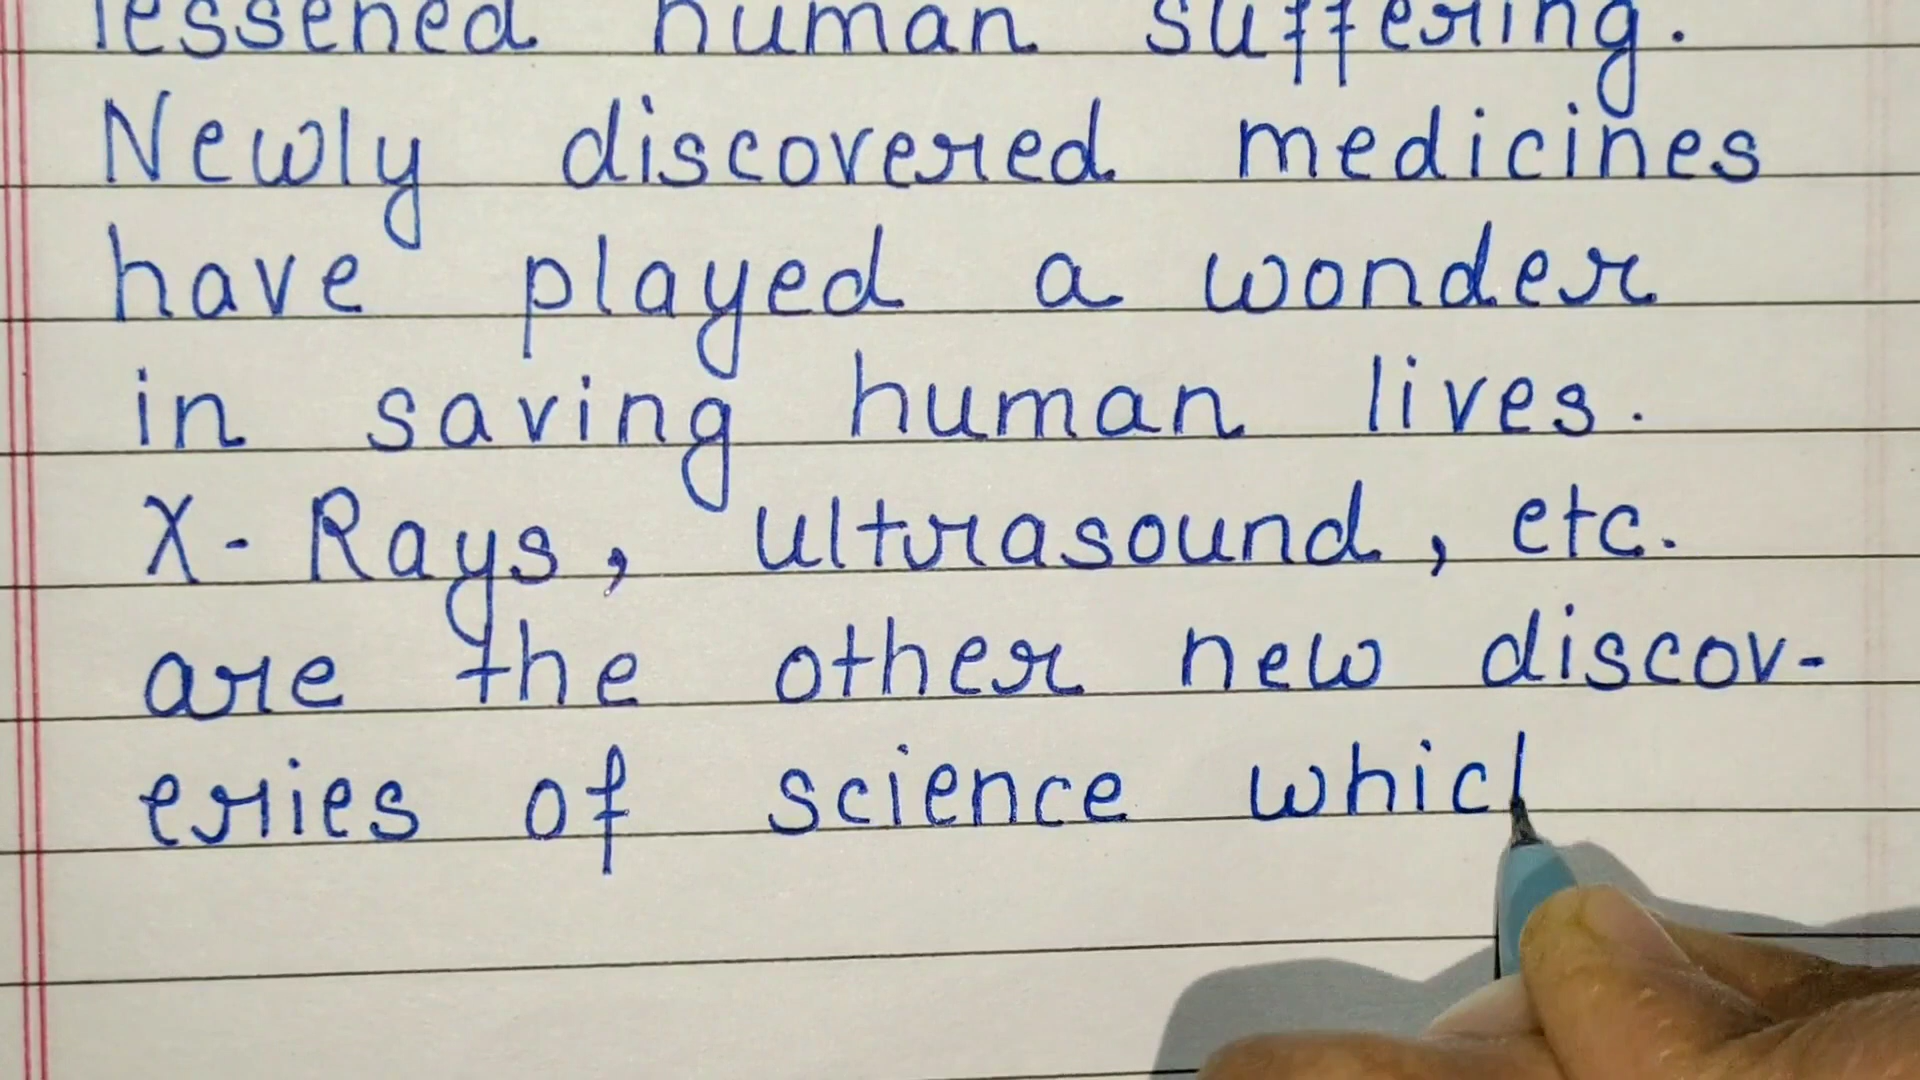 lessened human suffering.
Newly discovered medicines
have played a wonder
in saving human lives.
X-Rays, ultrasound, etc.
are the other new discov-
eries of science which